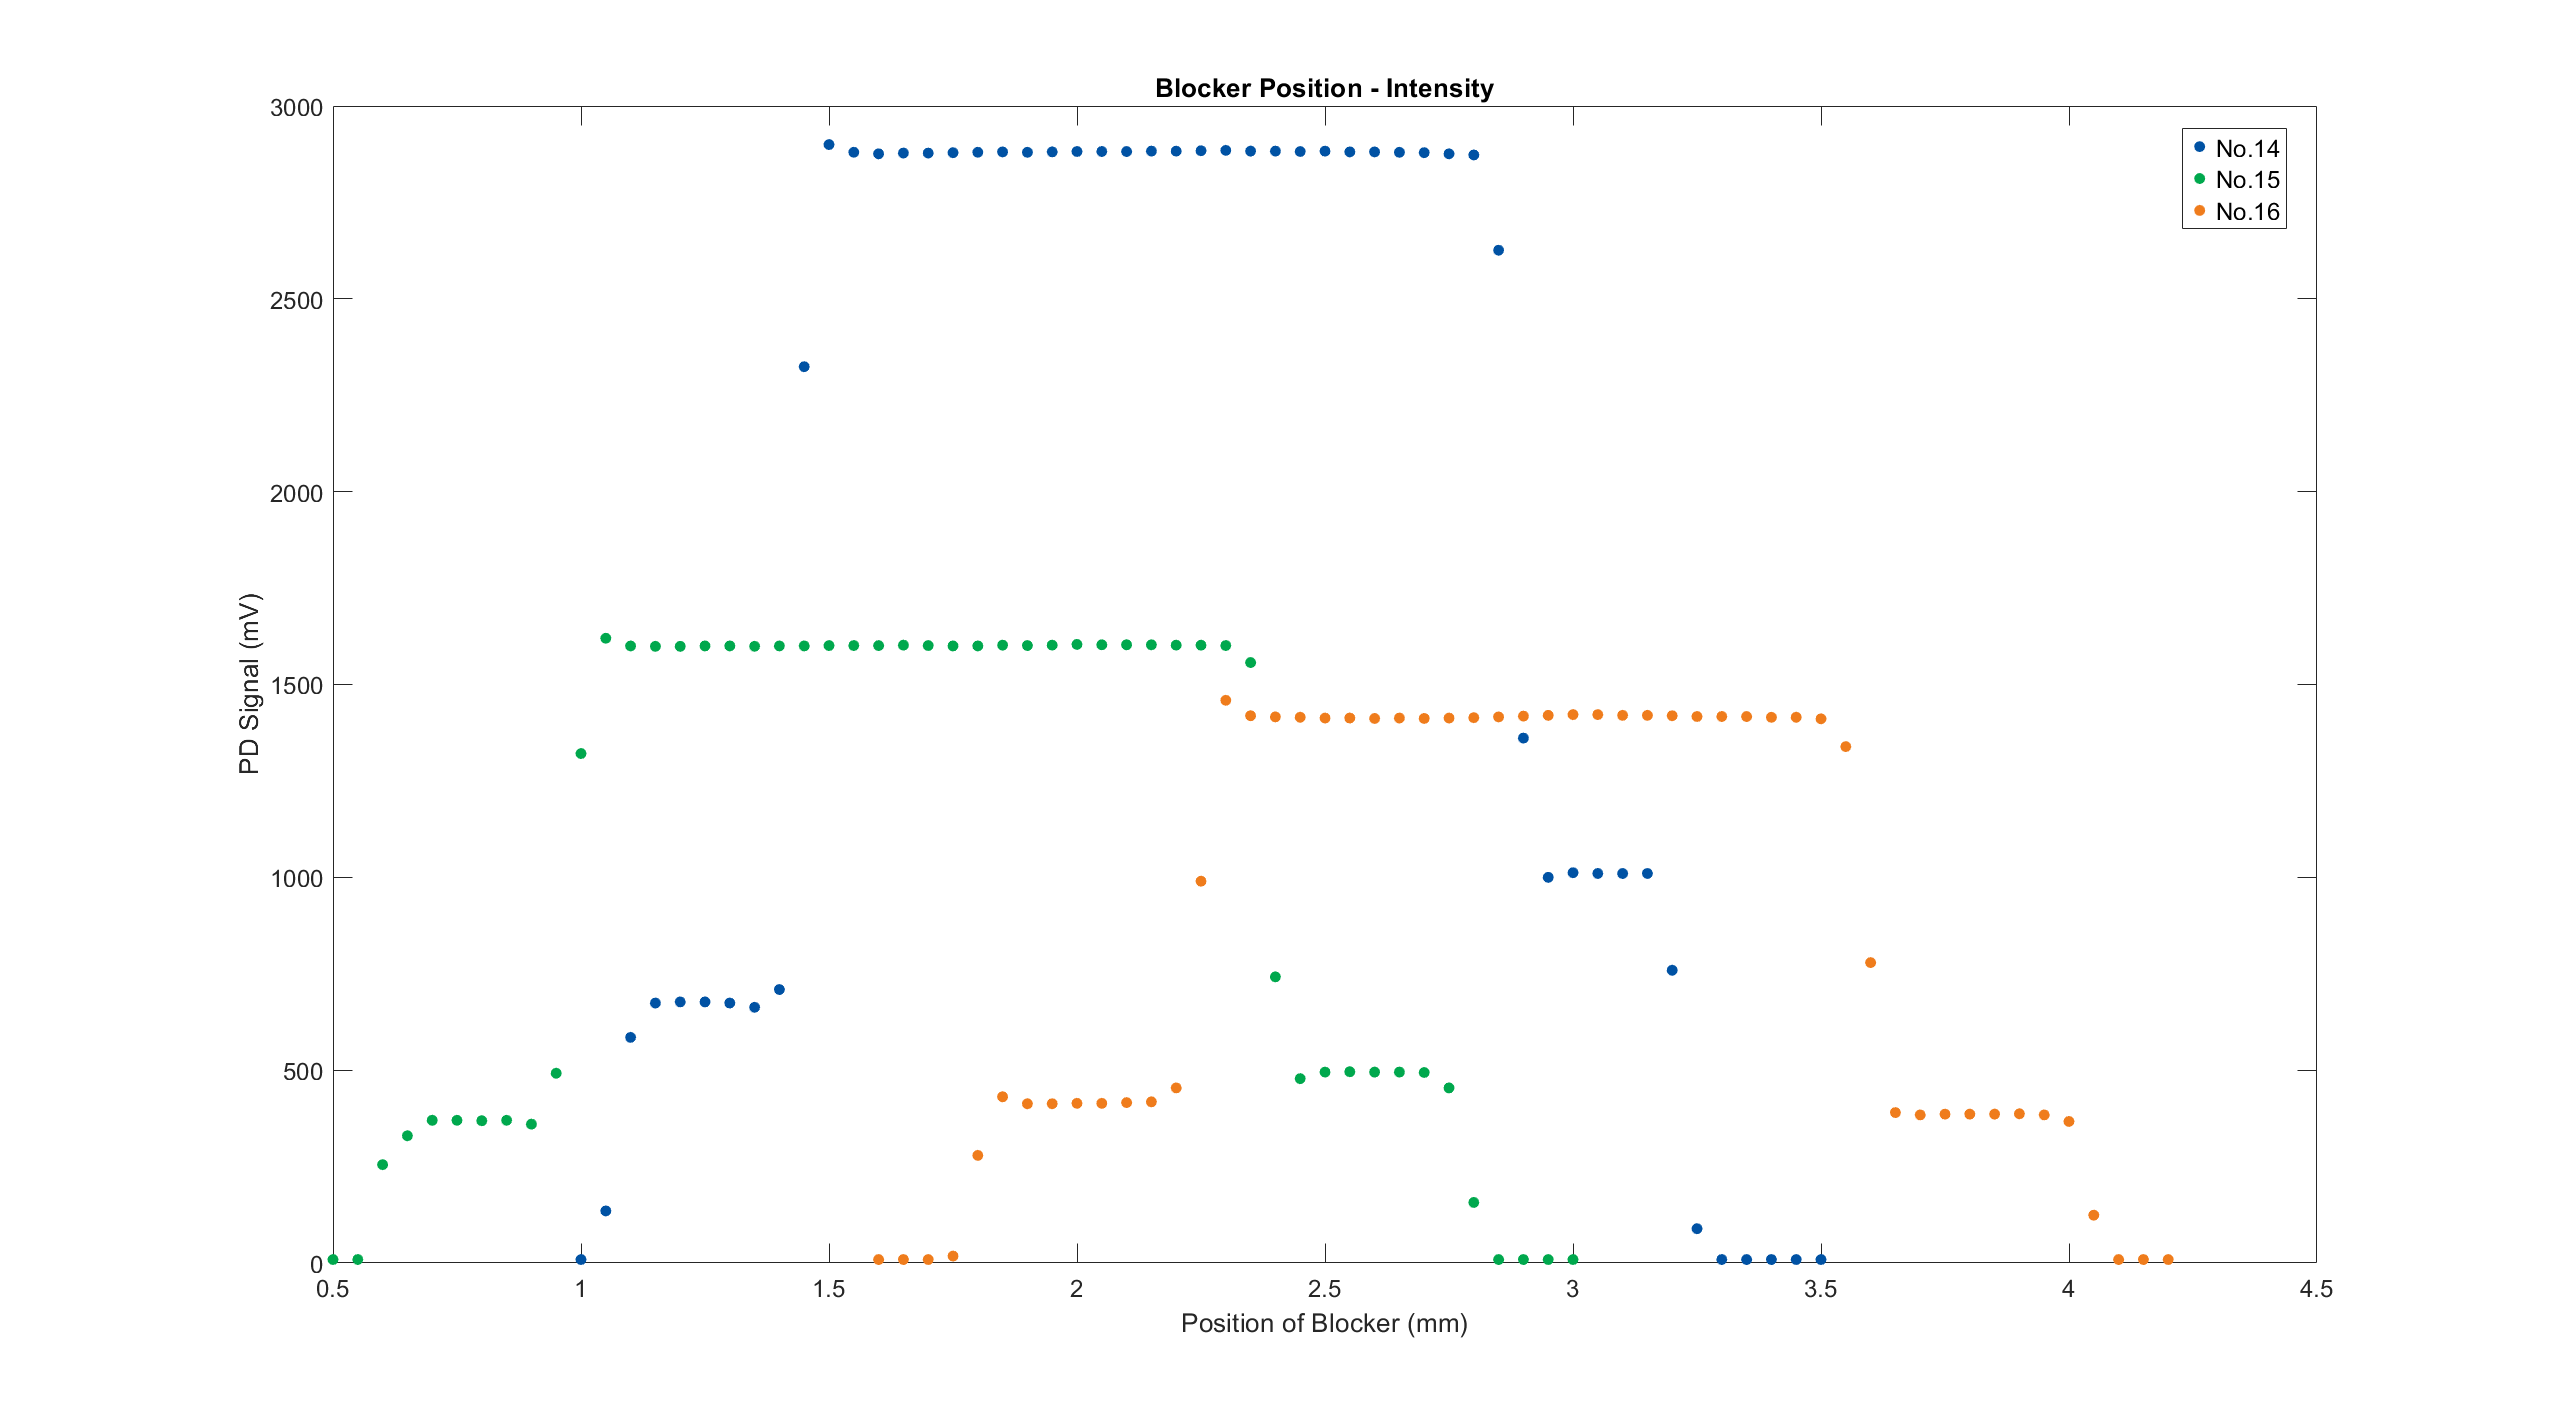 Blocker Position - Intensity
3000
2500
2000
1500
1000
500
0
PD Signal (mV)
No.14
No.15
No.16
0.5 1 1.5 2 2.5 3 3.5 4 4.5
Position of Blocker (mm)